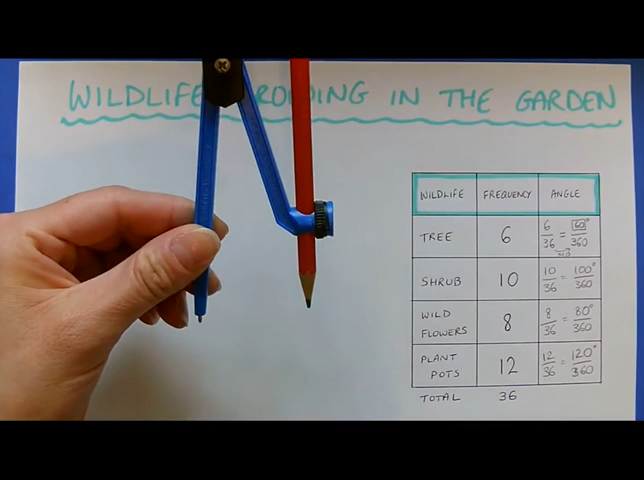 WILDLIFE GROWING IN THE GARDEN
WILDLIFE FREQUENCY ANGLE
TREE 6 6/36 = 60°/360
SHRUB 10 10/36 = 100°/360
WILD FLOWERS 8 8/36 = 80°/360
PLANT POTS 12 12/36 = 120°/360
TOTAL 36